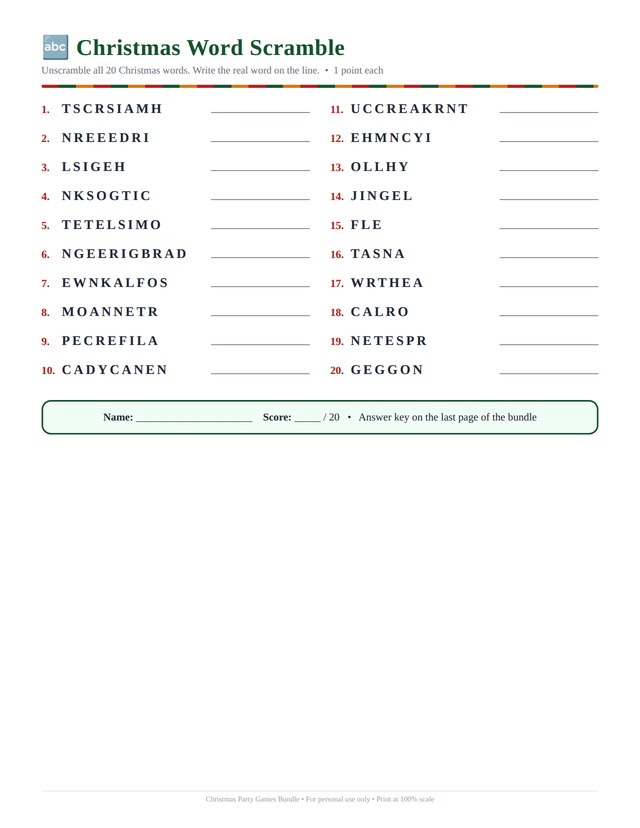 abc Christmas Word Scramble
Unscramble all 20 Christmas words. Write the real word on the line. • 1 point each
1. TSCRSIAMH
2. NREEEDRI
3. LSIGEH
4. NKSOGTIC
5. TETELSIMO
6. NGEERIGBRAD
7. EWNKALFOS
8. MOANNETR
9. PECREFILA
10. CADYCANEN
11. UCCREAKRNT
12. EHMNCYI
13. OLLHY
14. JINGEL
15. FLE
16. TASNA
17. WRTHEA
18. CALRO
19. NETESPR
20. GEGGON
Name: ______________________ Score: _____ / 20 • Answer key on the last page of the bundle
Christmas Party Games Bundle • For personal use only • Print at 100% scale